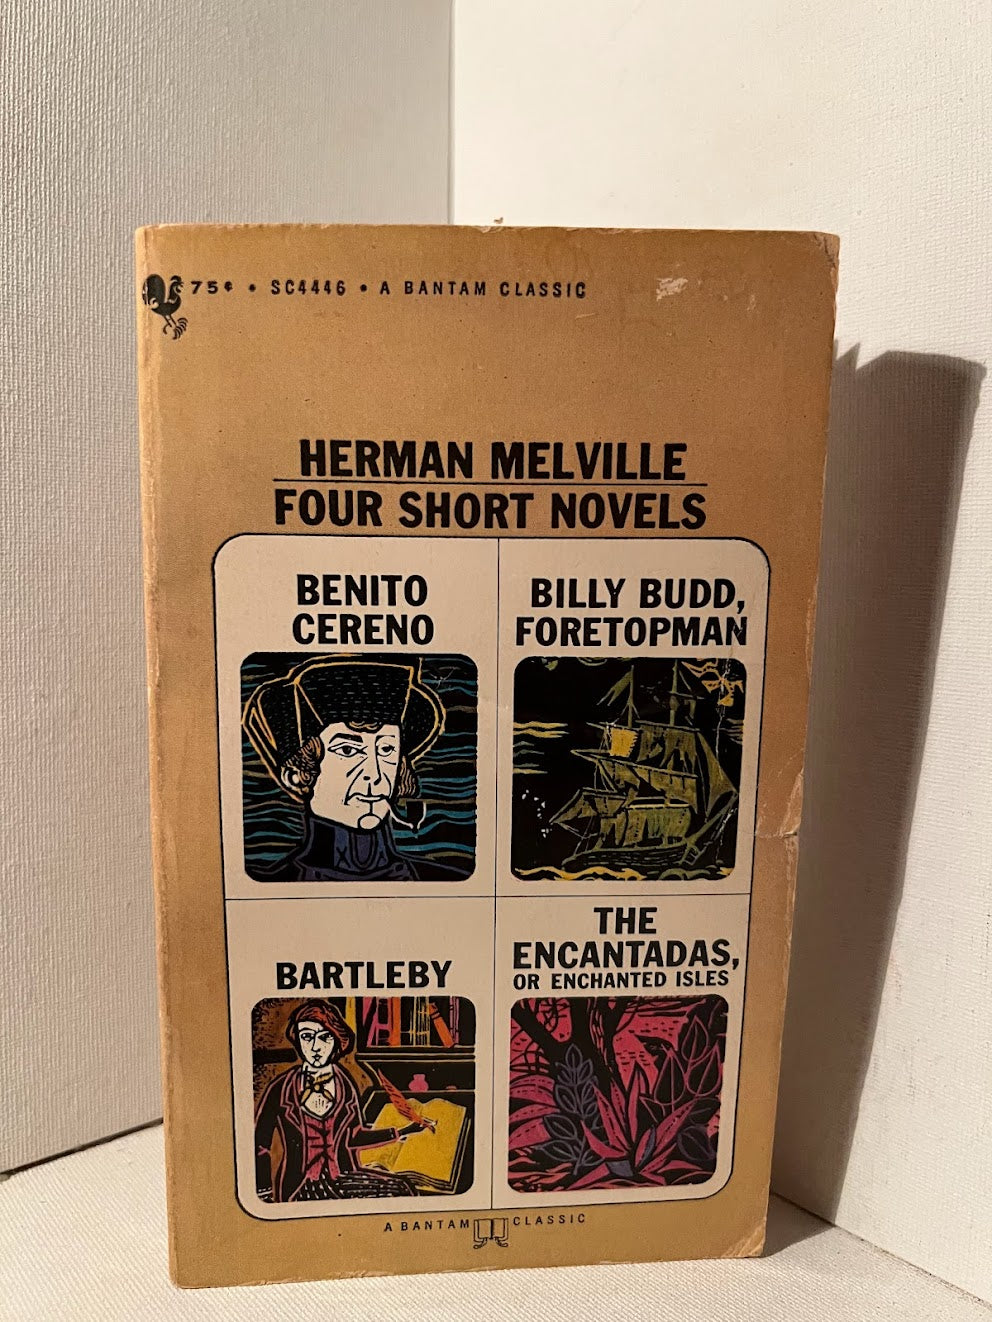 75¢ • SC4446 • A BANTAM CLASSIC
HERMAN MELVILLE
FOUR SHORT NOVELS
BENITO
CERENO
BILLY BUDD,
FORETOPMAN
BARTLEBY
THE
ENCANTADAS,
OR ENCHANTED ISLES
A BANTAM CLASSIC